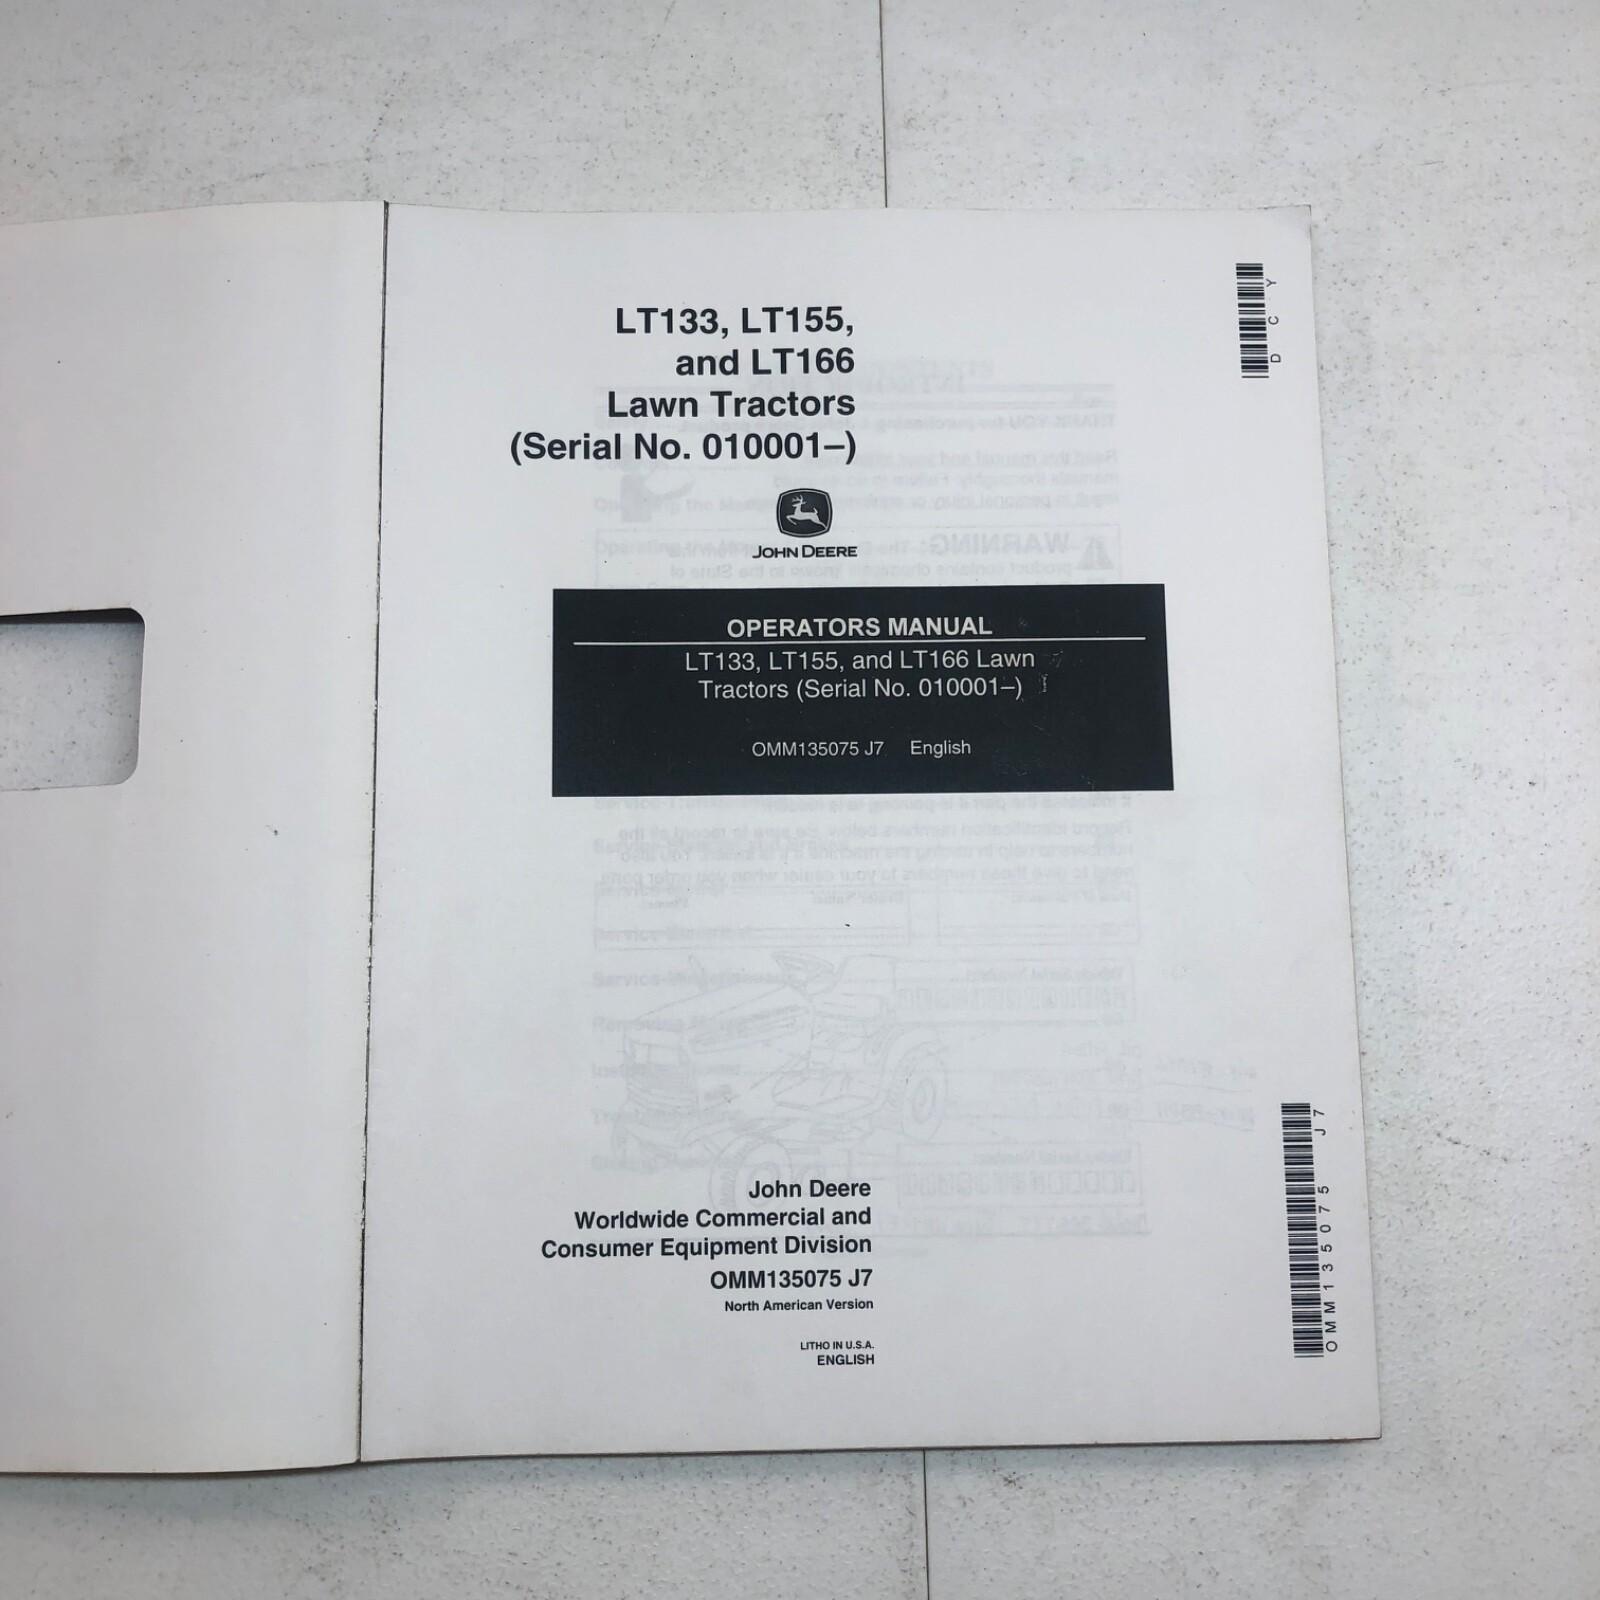 LT133, LT155,
and LT166
Lawn Tractors
(Serial No. 010001–)
JOHN DEERE
OPERATORS MANUAL
LT133, LT155, and LT166 Lawn
Tractors (Serial No. 010001–)
OMM135075 J7 English
John Deere
Worldwide Commercial and
Consumer Equipment Division
OMM135075 J7
North American Version
LITHO IN U.S.A.
ENGLISH
DCY
OMM135075 J7